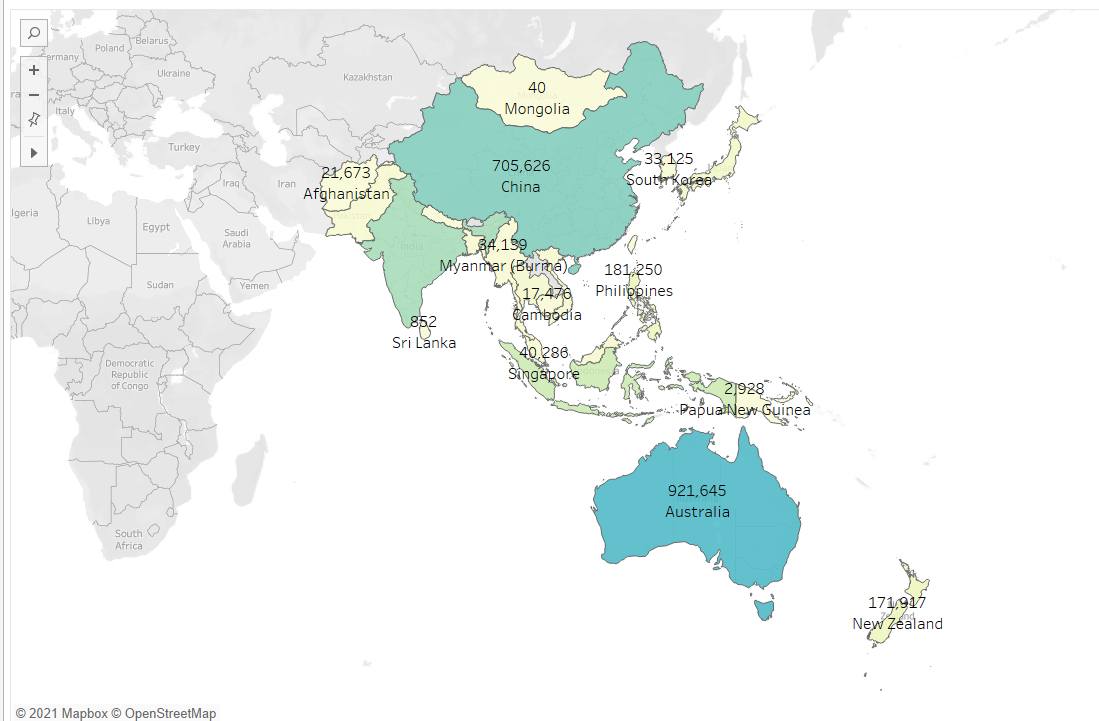 Belarus
Poland
Germany
Ukraine
Kazakhstan
Italy
Turkey
Iraq
Iran
Libya
Egypt
Saudi
Arabia
Sudan
Yemen
Democratic
Republic
of Congo
South
Africa
40
Mongolia
705,626
China
33,125
South Korea
21,673
Afghanistan
India
34,139
Myanmar (Burma)
181,250
Philippines
17,476
Cambodia
852
Sri Lanka
40,286
Singapore
2,928
Papua New Guinea
921,645
Australia
171,917
New Zealand
© 2021 Mapbox © OpenStreetMap